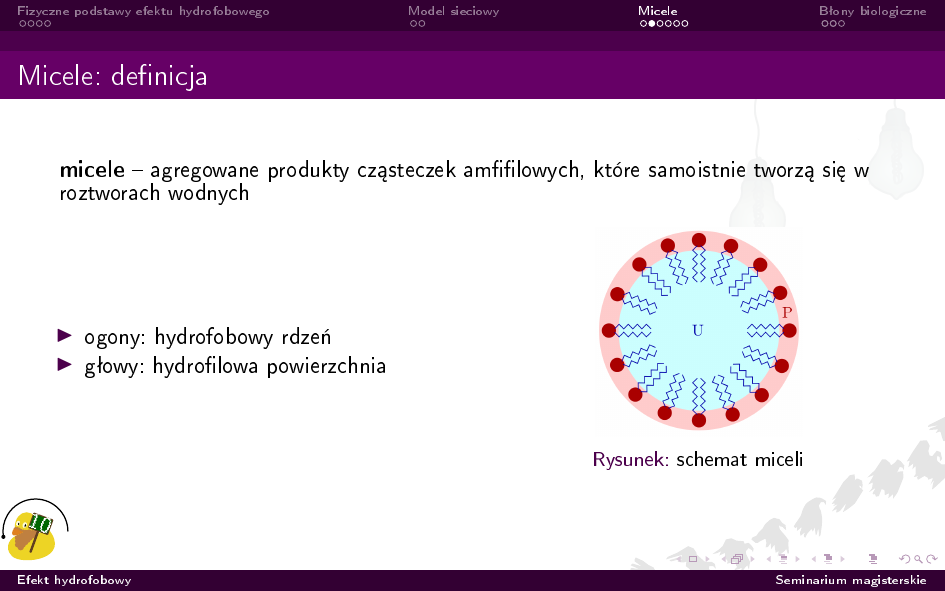 Fizyczne podstawy efektu hydrofobowego
Model sieciowy
Micele
Błony biologiczne
Micele: definicja
micele – agregowane produkty cząsteczek amfifilowych, które samoistnie tworzą się w
roztworach wodnych
ogony: hydrofobowy rdzeń
głowy: hydrofilowa powierzchnia
P
U
Rysunek: schemat miceli
10
Efekt hydrofobowy
Seminarium magisterskie